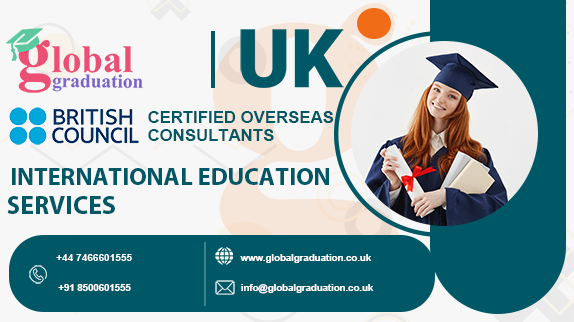 global
graduation
UK
BRITISH
COUNCIL
CERTIFIED OVERSEAS
CONSULTANTS
INTERNATIONAL EDUCATION
SERVICES
+44 7466601555
www.globalgraduation.co.uk
+91 8500601555
info@globalgraduation.co.uk